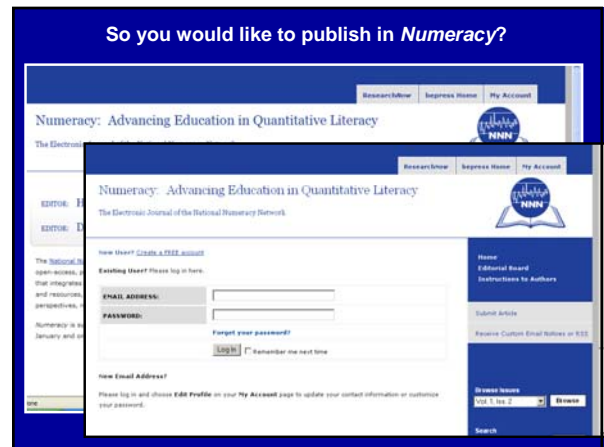 So you would like to publish in Numeracy?
ResearchNow bepress Home My Account
Numeracy: Advancing Education in Quantitative Literacy
The Electronic
NNN
EDITOR: H
EDITOR: D
The National N
open-access, p
that integrates
and resources,
perspectives, r
Numeracy is su
January and
ResearchNow bepress Home My Account
Numeracy: Advancing Education in Quantitative Literacy
The Electronic Journal of the National Numeracy Network
NNN
New User? Create a FREE account
Existing User? Please log in here.
EMAIL ADDRESS:
PASSWORD:
Forget your password?
Log In Remember me next time
New Email Address?
Please log in and choose Edit Profile on your My Account page to update your contact information or customize
your password.
Home
Editorial Board
Instructions to Authors
Submit Article
Receive Custom Email Notices or RSS
Browse Issues
Vol. 1, Iss. 2 Browse
Search